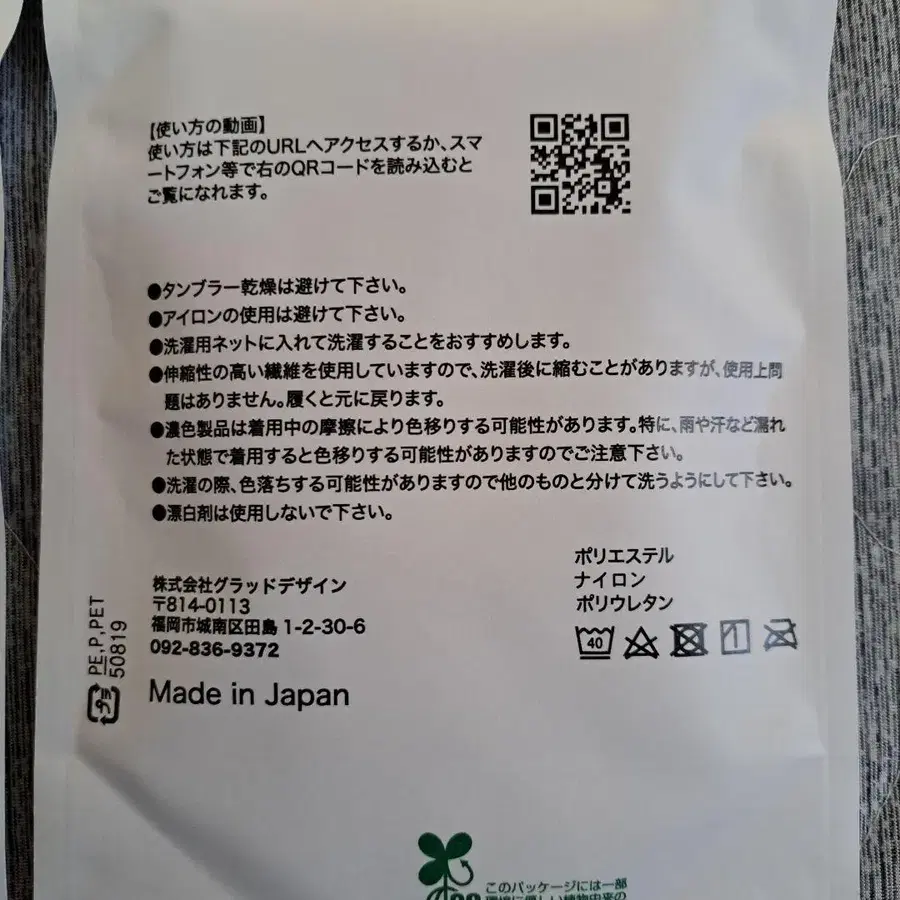 【使い方の動画】
使い方は下記のURLへアクセスするか、スマ
ートフォン等で右のQRコードを読み込むと
ご覧になれます。
●タンブラー乾燥は避けて下さい。
●アイロンの使用は避けて下さい。
●洗濯用ネットに入れて洗濯することをおすすめします。
●伸縮性の高い繊維を使用していますので、洗濯後に縮むことがありますが、使用上問
題はありません。履くと元に戻ります。
●濃色製品は着用中の摩擦により色移りする可能性があります。特に、雨や汗など濡れ
た状態で着用すると色移りする可能性がありますのでご注意下さい。
●洗濯の際、色落ちする可能性がありますので他のものと分けて洗うようにして下さい。
●漂白剤は使用しないで下さい。
株式会社グラッドデザイン
〒814-0113
福岡市城南区田島 1-2-30-6
092-836-9372
Made in Japan
ポリエステル
ナイロン
ポリウレタン
40
プラ
PE,P,PET
50819
このパッケージには一部
環境に優しい植物由来の